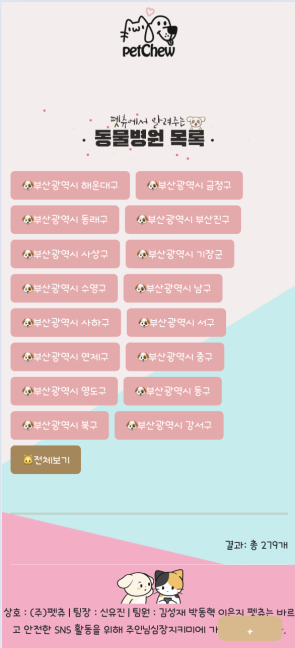 PetChew
펫츄에서 알려주는
· 동물병원 목록 ·
부산광역시 해운대구 부산광역시 금정구
부산광역시 동래구 부산광역시 부산진구
부산광역시 사상구 부산광역시 기장군
부산광역시 수영구 부산광역시 남구
부산광역시 사하구 부산광역시 서구
부산광역시 연제구 부산광역시 중구
부산광역시 영도구 부산광역시 동구
부산광역시 북구 부산광역시 강서구
전체보기
결과: 총 279개
상호 : (주)펫츄 | 팀장 : 신유진 | 팀원 : 김성재 박동혁 이은지 펫츄는 바르
고 안전한 SNS 활동을 위해 주인님심장지키미에 가
+